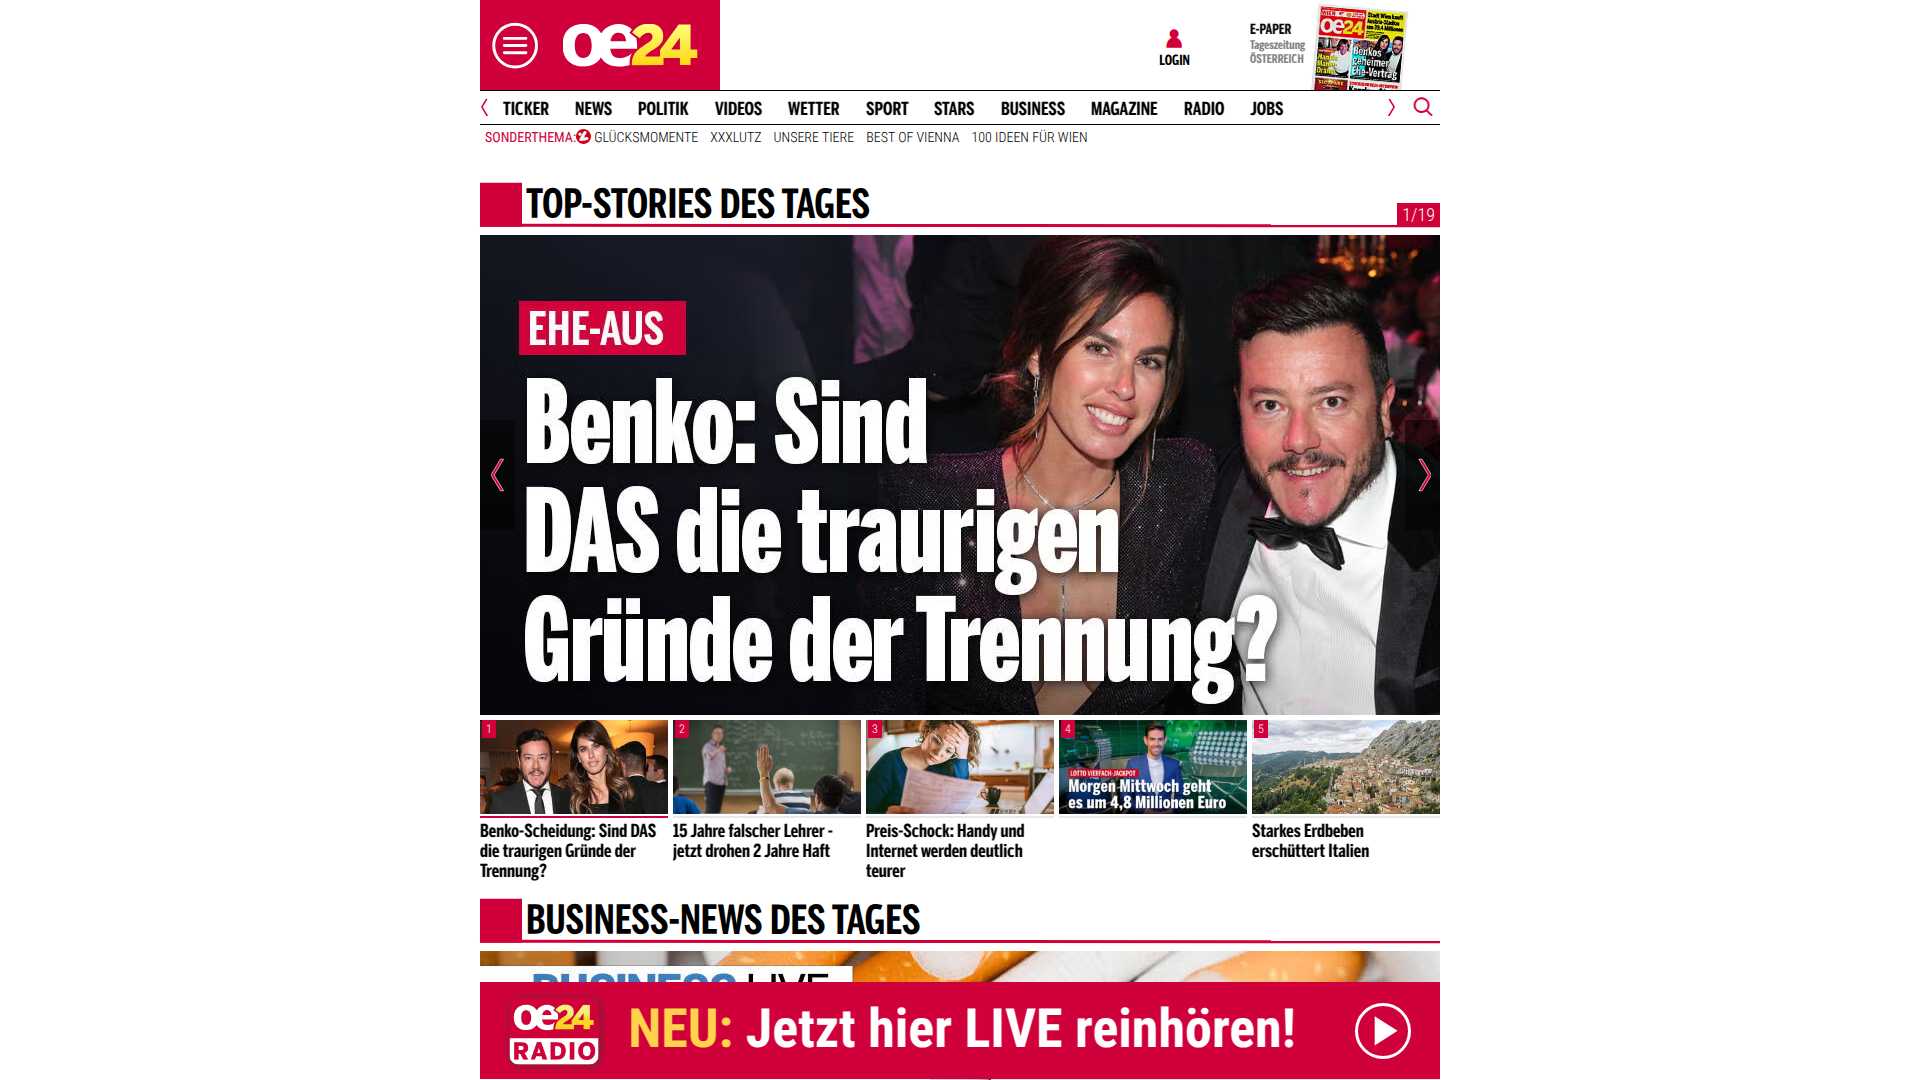 oe24
LOGIN
E-PAPER
Tageszeitung
ÖSTERREICH
oe24
Benkos
geheimer
Ehe-Vertrag
TICKER NEWS POLITIK VIDEOS WETTER SPORT STARS BUSINESS MAGAZINE RADIO JOBS
SONDERTHEMA: GLÜCKSMOMENTE XXXLUTZ UNSERE TIERE BEST OF VIENNA 100 IDEEN FÜR WIEN
TOP-STORIES DES TAGES
1/19
EHE-AUS
Benko: Sind
DAS die traurigen
Gründe der Trennung?
1
2
3
4
5
LOTTO VIERFACH-JACKPOT
Morgen Mittwoch geht
es um 4,8 Millionen Euro
Benko-Scheidung: Sind DAS
die traurigen Gründe der
Trennung?
15 Jahre falscher Lehrer -
jetzt drohen 2 Jahre Haft
Preis-Schock: Handy und
Internet werden deutlich
teurer
Starkes Erdbeben
erschüttert Italien
BUSINESS-NEWS DES TAGES
BUSINESS LIVE
oe24
RADIO
NEU: Jetzt hier LIVE reinhören!